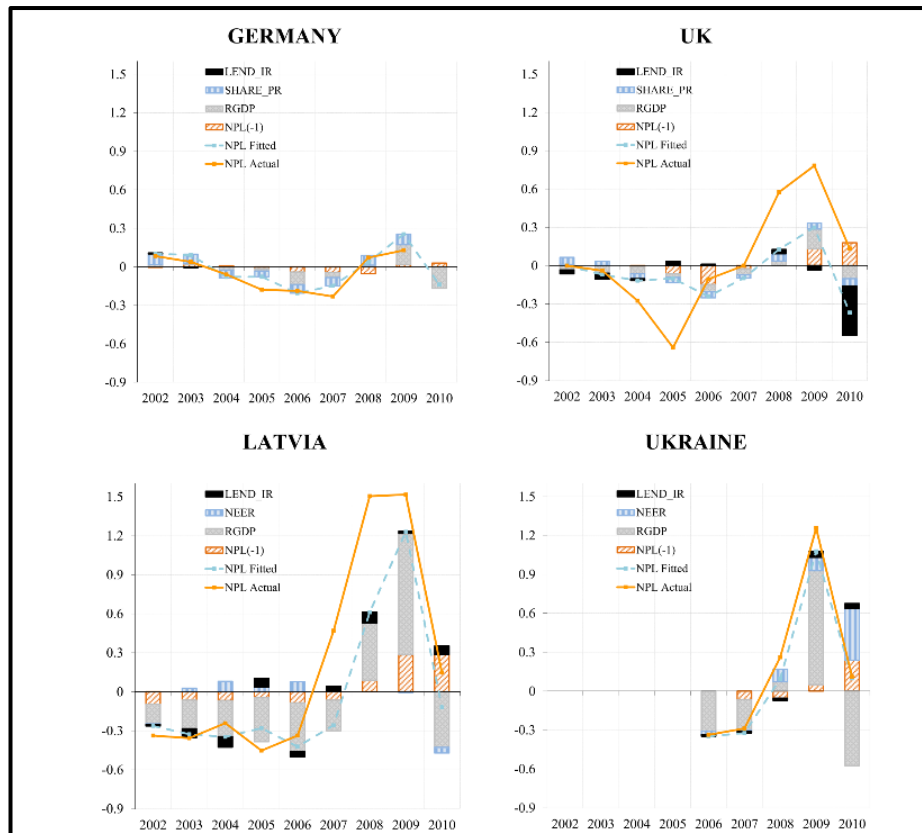 GERMANY
1.5
1.2
0.9
0.6
0.3
0
-0.3
-0.6
-0.9
LEND_IR
SHARE_PR
RGDP
NPL(-1)
NPL Fitted
NPL Actual
2002 2003 2004 2005 2006 2007 2008 2009 2010
UK
1.5
1.2
0.9
0.6
0.3
0
-0.3
-0.6
-0.9
LEND_IR
SHARE_PR
RGDP
NPL(-1)
NPL Fitted
NPL Actual
2002 2003 2004 2005 2006 2007 2008 2009 2010
LATVIA
1.5
1.2
0.9
0.6
0.3
0
-0.3
-0.6
-0.9
LEND_IR
NEER
RGDP
NPL(-1)
NPL Fitted
NPL Actual
2002 2003 2004 2005 2006 2007 2008 2009 2010
UKRAINE
1.5
1.2
0.9
0.6
0.3
0
-0.3
-0.6
-0.9
LEND_IR
NEER
RGDP
NPL(-1)
NPL Fitted
NPL Actual
2002 2003 2004 2005 2006 2007 2008 2009 2010